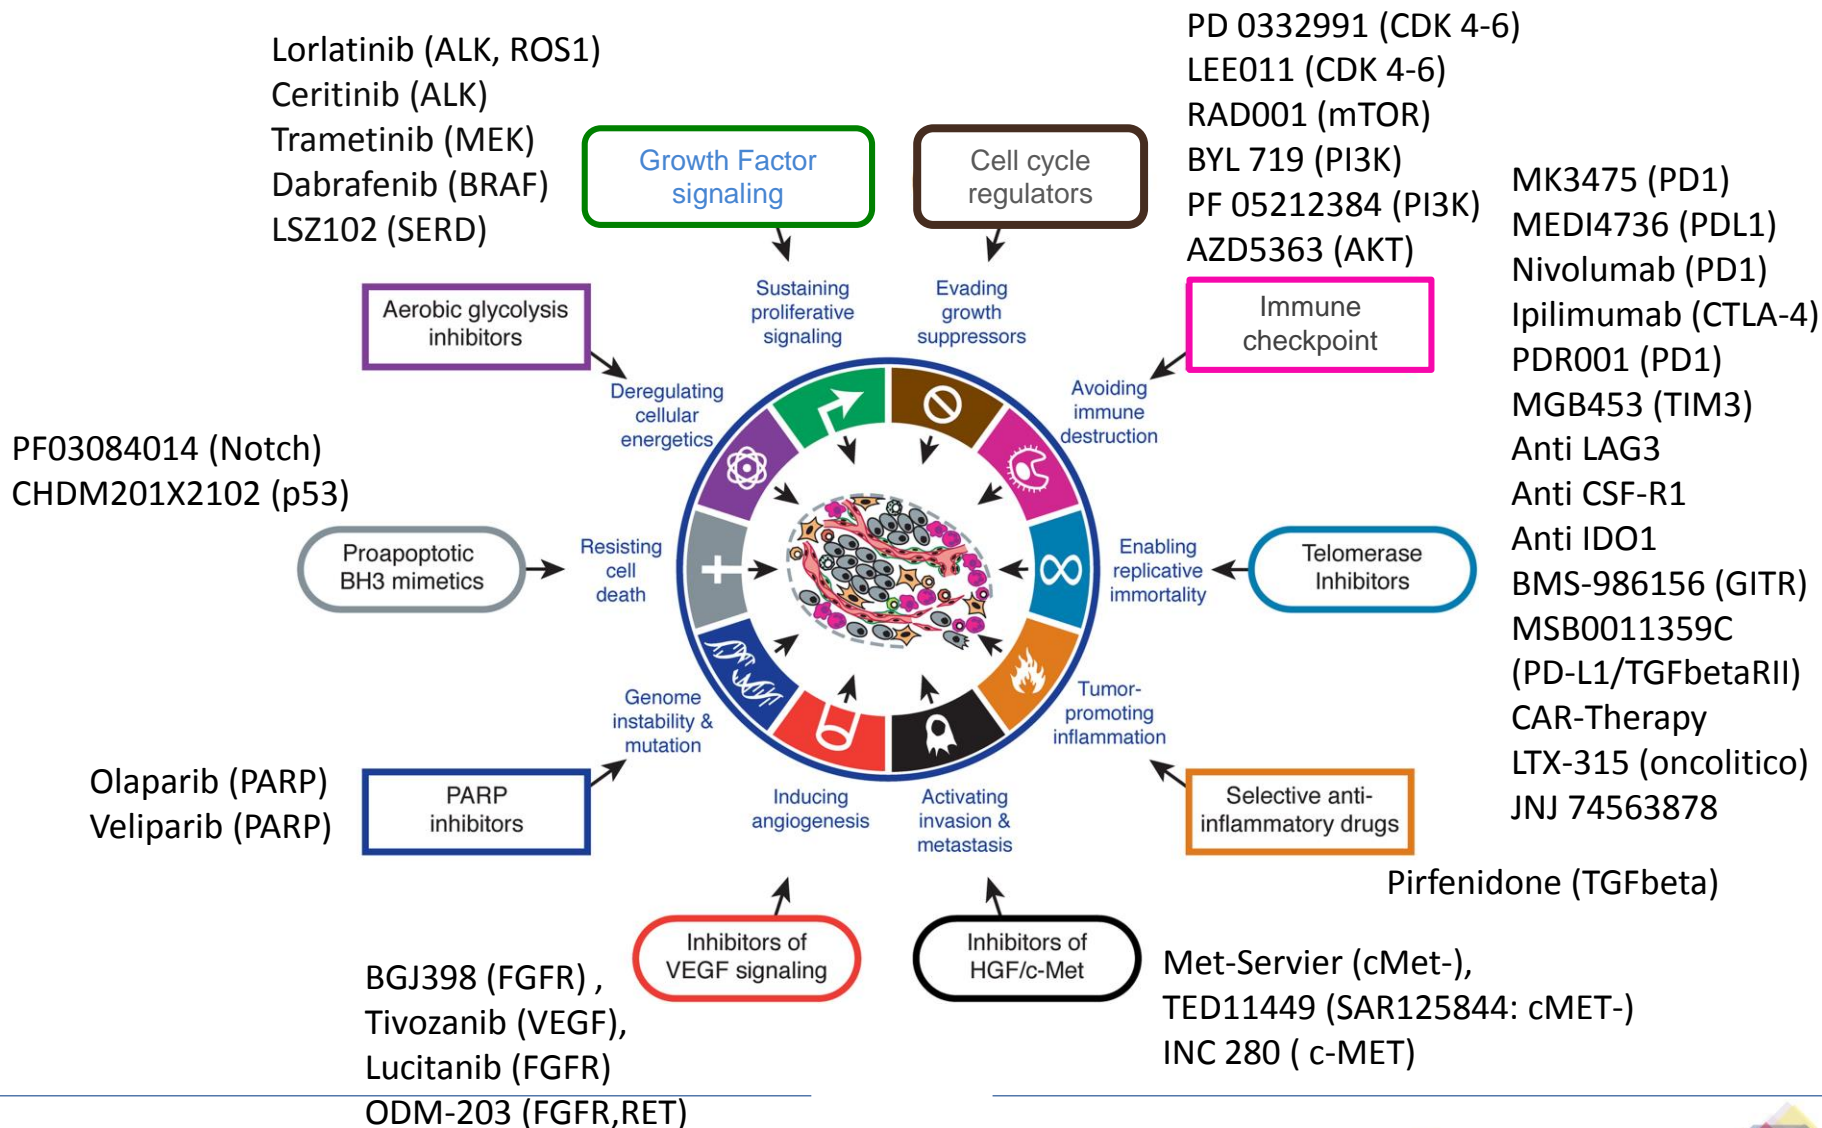 Lorlatinib (ALK, ROS1)
Ceritinib (ALK)
Trametinib (MEK)
Dabrafenib (BRAF)
LSZ102 (SERD)
Growth Factor
signaling
Cell cycle
regulators
PD 0332991 (CDK 4-6)
LEE011 (CDK 4-6)
RAD001 (mTOR)
BYL 719 (PI3K)
PF 05212384 (PI3K)
AZD5363 (AKT)
MK3475 (PD1)
MEDI4736 (PDL1)
Nivolumab (PD1)
Ipilimumab (CTLA-4)
PDR001 (PD1)
MGB453 (TIM3)
Anti LAG3
Anti CSF-R1
Anti IDO1
BMS-986156 (GITR)
MSB0011359C
(PD-L1/TGFbetaRII)
CAR-Therapy
LTX-315 (oncolitico)
JNJ 74563878
Aerobic glycolysis
inhibitors
Sustaining
proliferative
signaling
Evading
growth
suppressors
Immune
checkpoint
Deregulating
cellular
energetics
Avoiding
immune
destruction
PF03084014 (Notch)
CHDM201X2102 (p53)
Proapoptotic
BH3 mimetics
Resisting
cell
death
Enabling
replicative
immortality
Telomerase
Inhibitors
Genome
instability &
mutation
Tumor-
promoting
inflammation
Olaparib (PARP)
Veliparib (PARP)
PARP
inhibitors
Inducing
angiogenesis
Activating
invasion &
metastasis
Selective anti-
inflammatory drugs
Pirfenidone (TGFbeta)
Inhibitors of
VEGF signaling
Inhibitors of
HGF/c-Met
BGJ398 (FGFR) ,
Tivozanib (VEGF),
Lucitanib (FGFR)
ODM-203 (FGFR,RET)
Met-Servier (cMet-),
TED11449 (SAR125844: cMET-)
INC 280 ( c-MET)